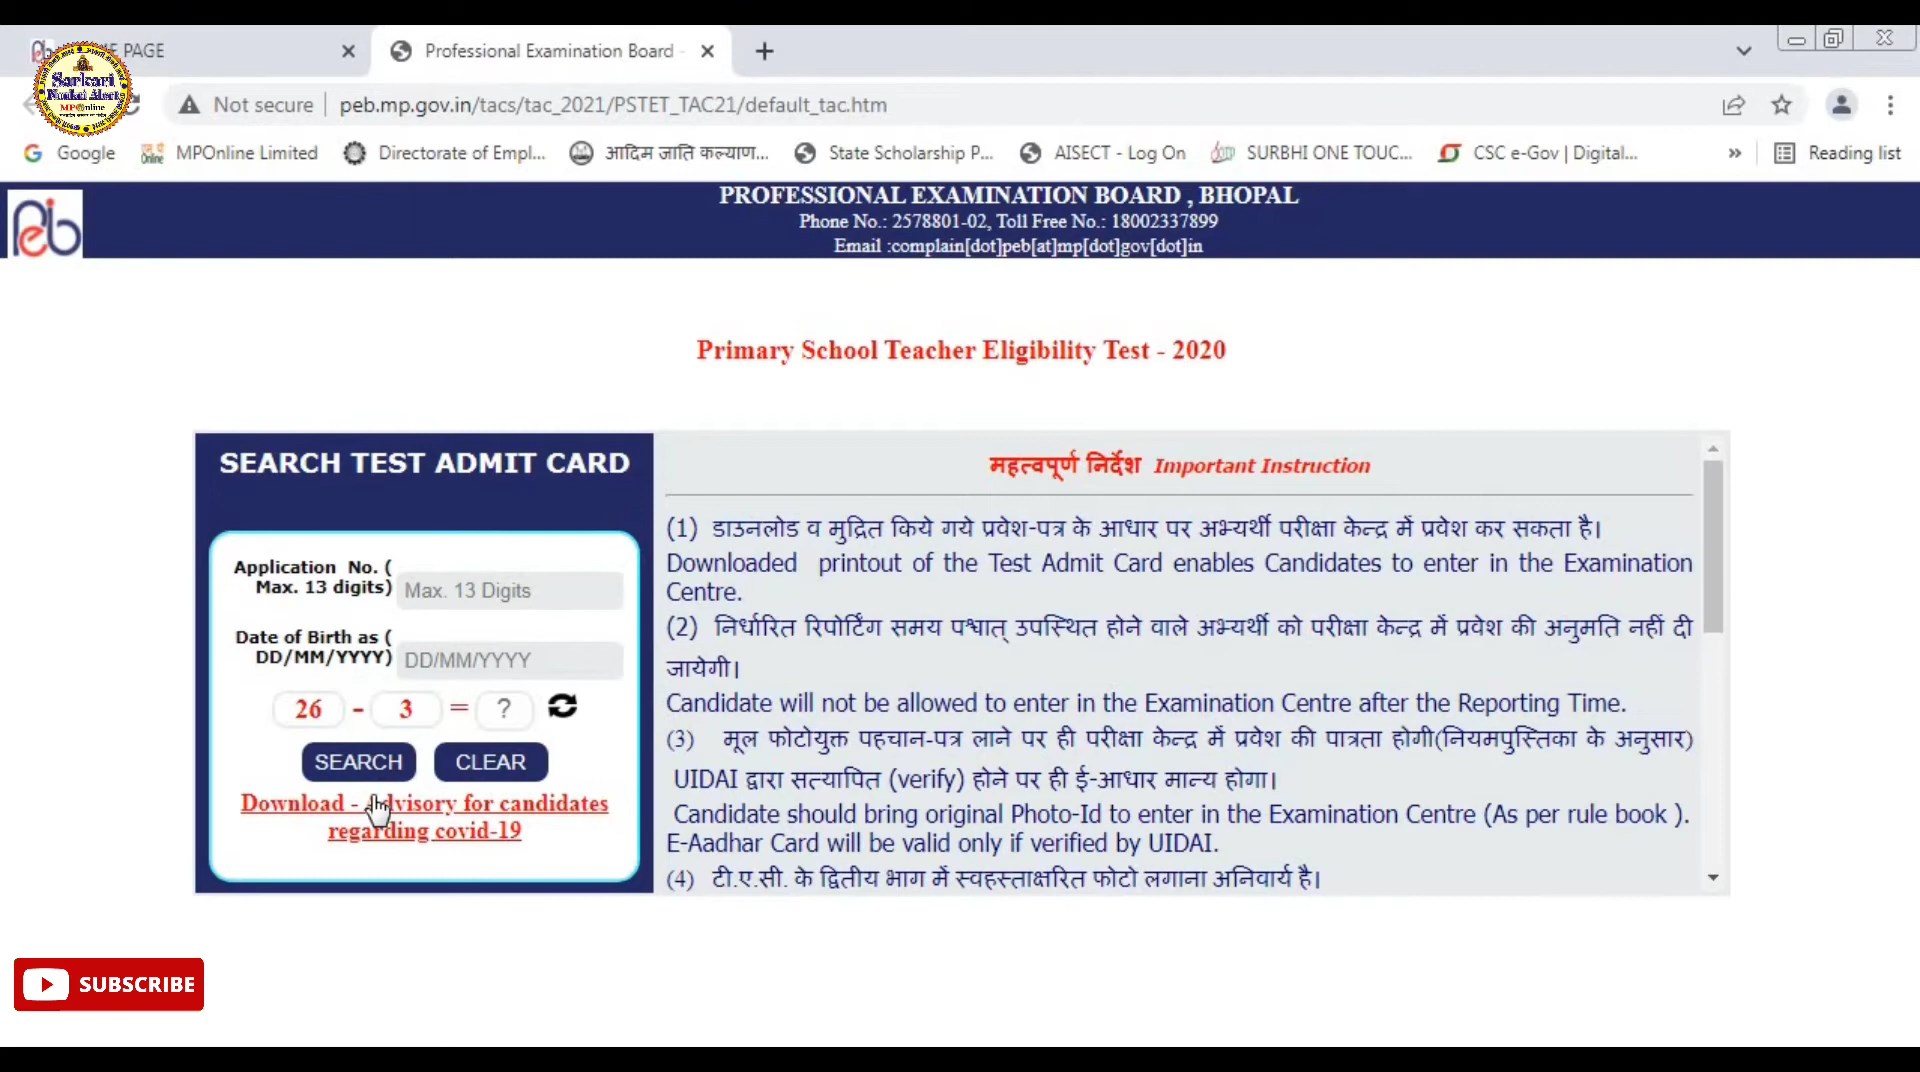 HOME PAGE
Professional Examination Board -
Sarkari
Naukri Alerts
MP@nline
Not secure
peb.mp.gov.in/tacs/tac_2021/PSTET_TAC21/default_tac.htm
Google
MPOnline Limited
Directorate of Empl...
आदिम जाति कल्याण...
State Scholarship P...
AISECT - Log On
SURBHI ONE TOUC...
CSC e-Gov | Digital...
»
Reading list
Peb
PROFESSIONAL EXAMINATION BOARD , BHOPAL
Phone No.: 2578801-02, Toll Free No.: 18002337899
Email :complain[dot]peb[at]mp[dot]gov[dot]in
Primary School Teacher Eligibility Test - 2020
SEARCH TEST ADMIT CARD
Application No. (
Max. 13 digits)
Max. 13 Digits
Date of Birth as (
DD/MM/YYYY)
DD/MM/YYYY
26 - 3 = ?
SEARCH
CLEAR
Download - Advisory for candidates
regarding covid-19
महत्वपूर्ण निर्देश Important Instruction
(1) डाउनलोड व मुद्रित किये गये प्रवेश-पत्र के आधार पर अभ्यर्थी परीक्षा केन्द्र में प्रवेश कर सकता है।
Downloaded printout of the Test Admit Card enables Candidates to enter in the Examination
Centre.
(2) निर्धारित रिपोर्टिंग समय पश्चात् उपस्थित होने वाले अभ्यर्थी को परीक्षा केन्द्र में प्रवेश की अनुमति नहीं दी
जायेगी।
Candidate will not be allowed to enter in the Examination Centre after the Reporting Time.
(3) मूल फोटोयुक्त पहचान-पत्र लाने पर ही परीक्षा केन्द्र में प्रवेश की पात्रता होगी(नियमपुस्तिका के अनुसार)
UIDAI द्वारा सत्यापित (verify) होने पर ही ई-आधार मान्य होगा।
Candidate should bring original Photo-Id to enter in the Examination Centre (As per rule book ).
E-Aadhar Card will be valid only if verified by UIDAI.
(4) टी.ए.सी. के द्वितीय भाग में स्वहस्ताक्षरित फोटो लगाना अनिवार्य है।
SUBSCRIBE